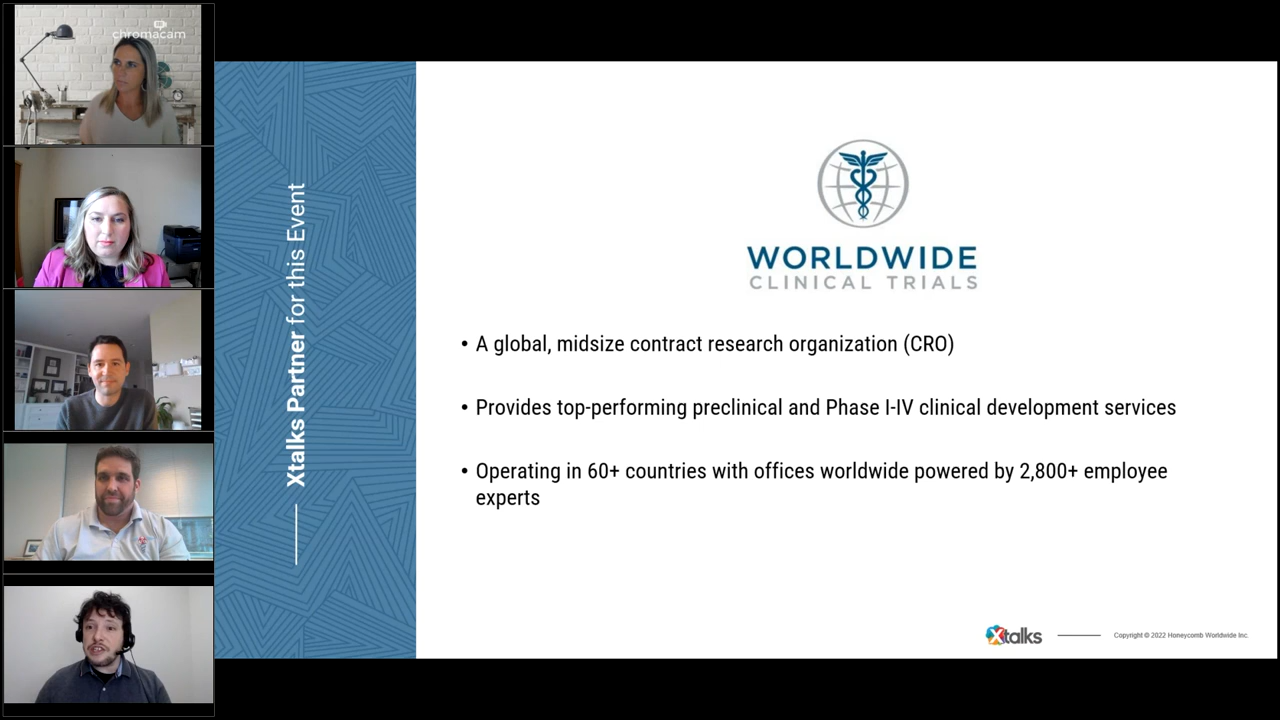 chromacam
Xtalks Partner for this Event
WORLDWIDE
CLINICAL TRIALS
• A global, midsize contract research organization (CRO)
• Provides top-performing preclinical and Phase I-IV clinical development services
• Operating in 60+ countries with offices worldwide powered by 2,800+ employee
experts
Xtalks
Copyright © 2022 Honeycomb Worldwide Inc.